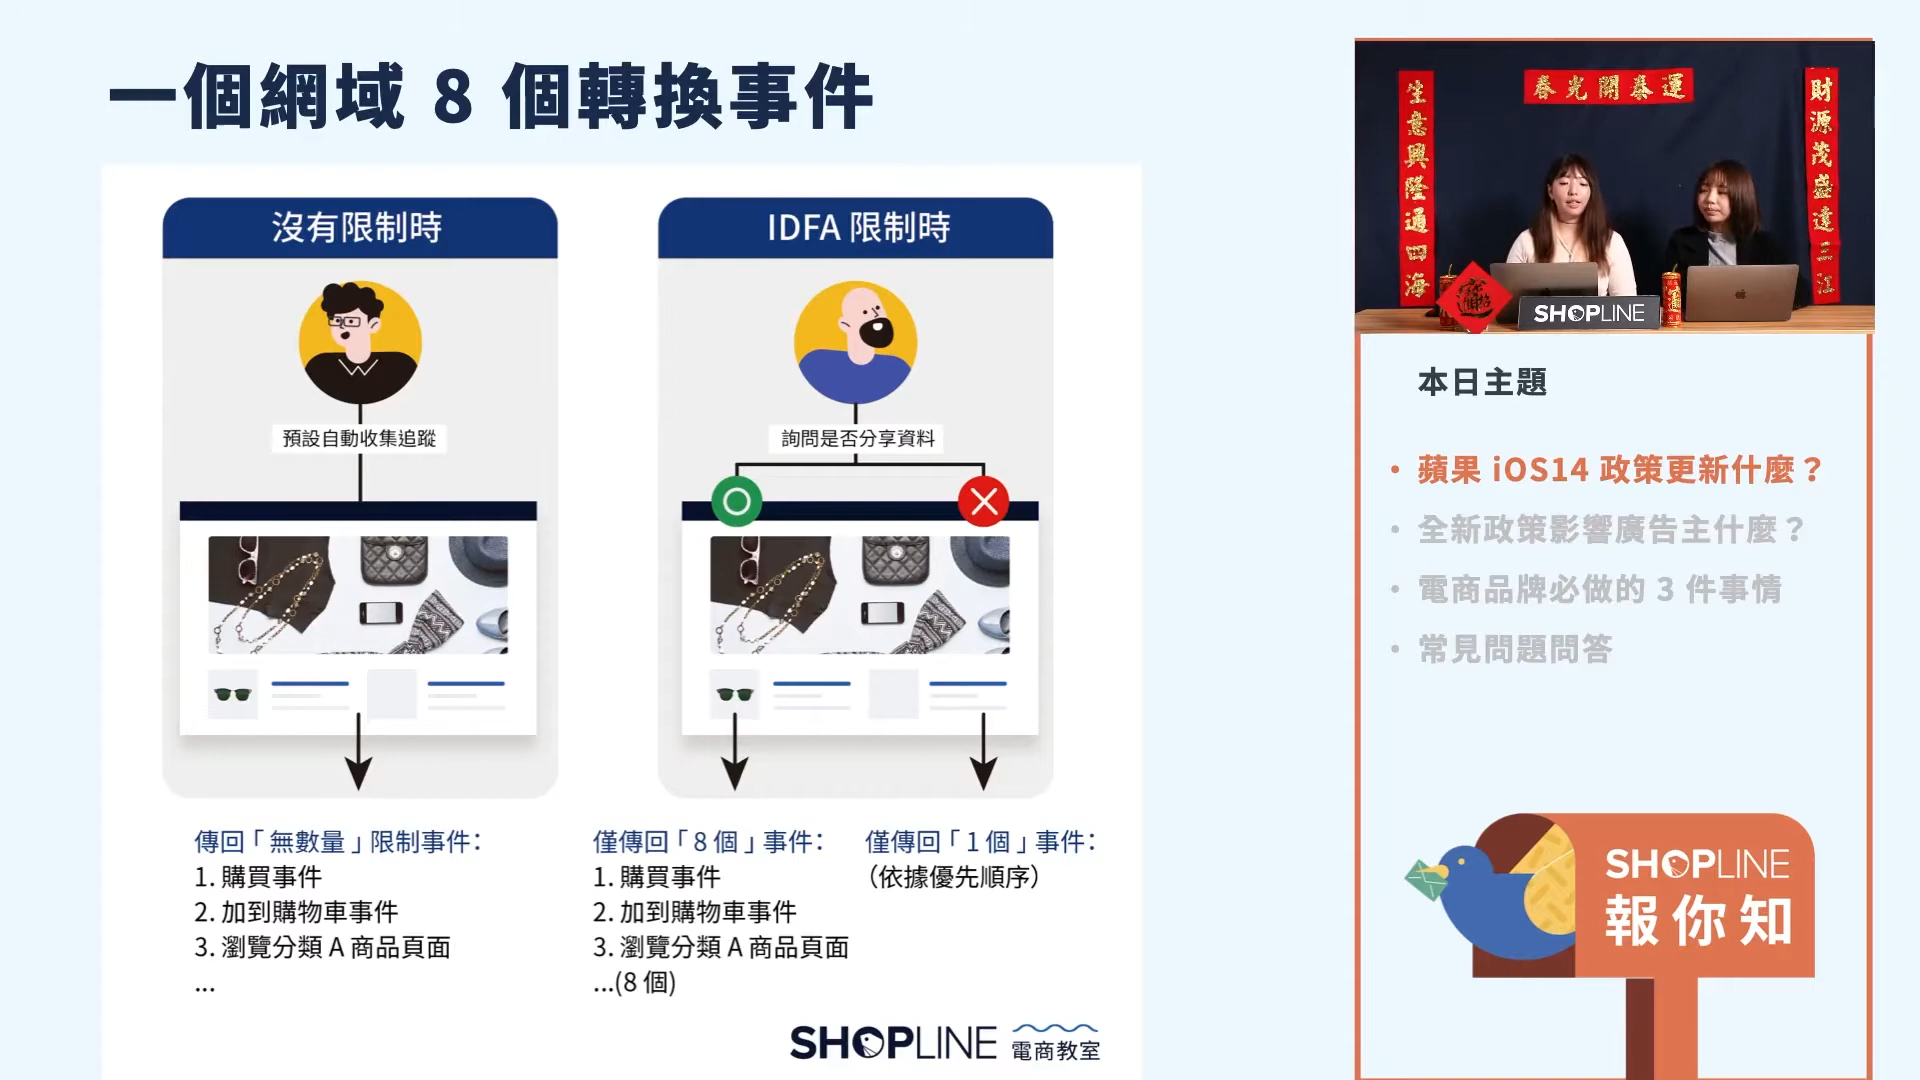 一個網域 8 個轉換事件
沒有限制時
預設自動收集追蹤
傳回「無數量」限制事件：
1. 購買事件
2. 加到購物車事件
3. 瀏覽分類 A 商品頁面
...
IDFA 限制時
詢問是否分享資料
僅傳回「8 個」事件：
1. 購買事件
2. 加到購物車事件
3. 瀏覽分類 A 商品頁面
...(8 個)
僅傳回「1 個」事件：
（依據優先順序）
SHOPLINE 電商教室
生意興隆通四海
春光開泰運
財源茂盛達三江
SHOPLINE
本日主題
• 蘋果 iOS14 政策更新什麼？
• 全新政策影響廣告主什麼？
• 電商品牌必做的 3 件事情
• 常見問題問答
SHOPLINE
報你知